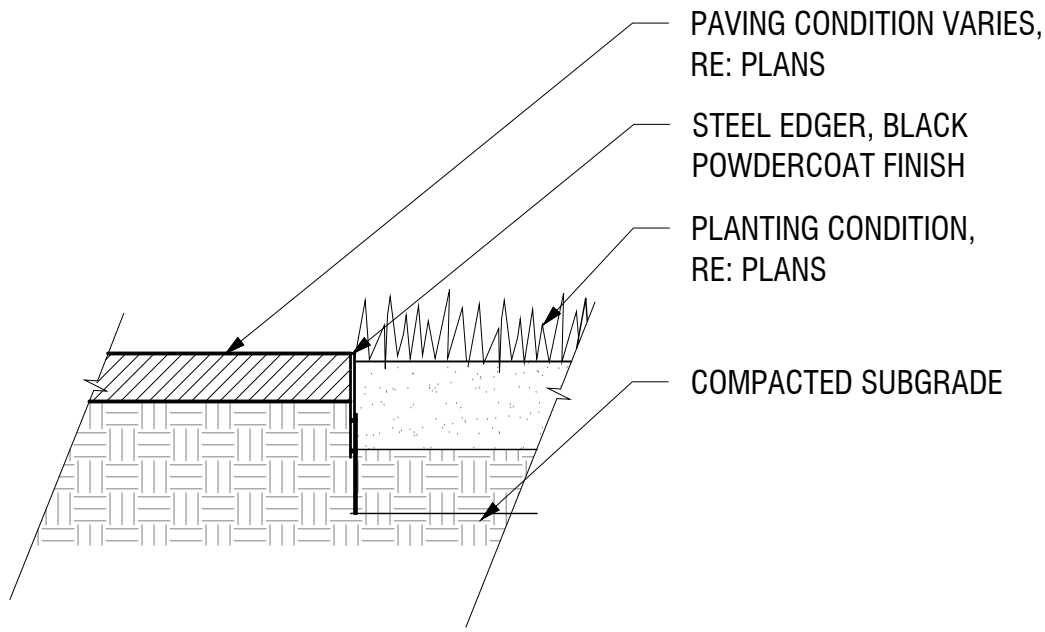 PAVING CONDITION VARIES,
RE: PLANS
STEEL EDGER, BLACK
POWDERCOAT FINISH
PLANTING CONDITION,
RE: PLANS
COMPACTED SUBGRADE